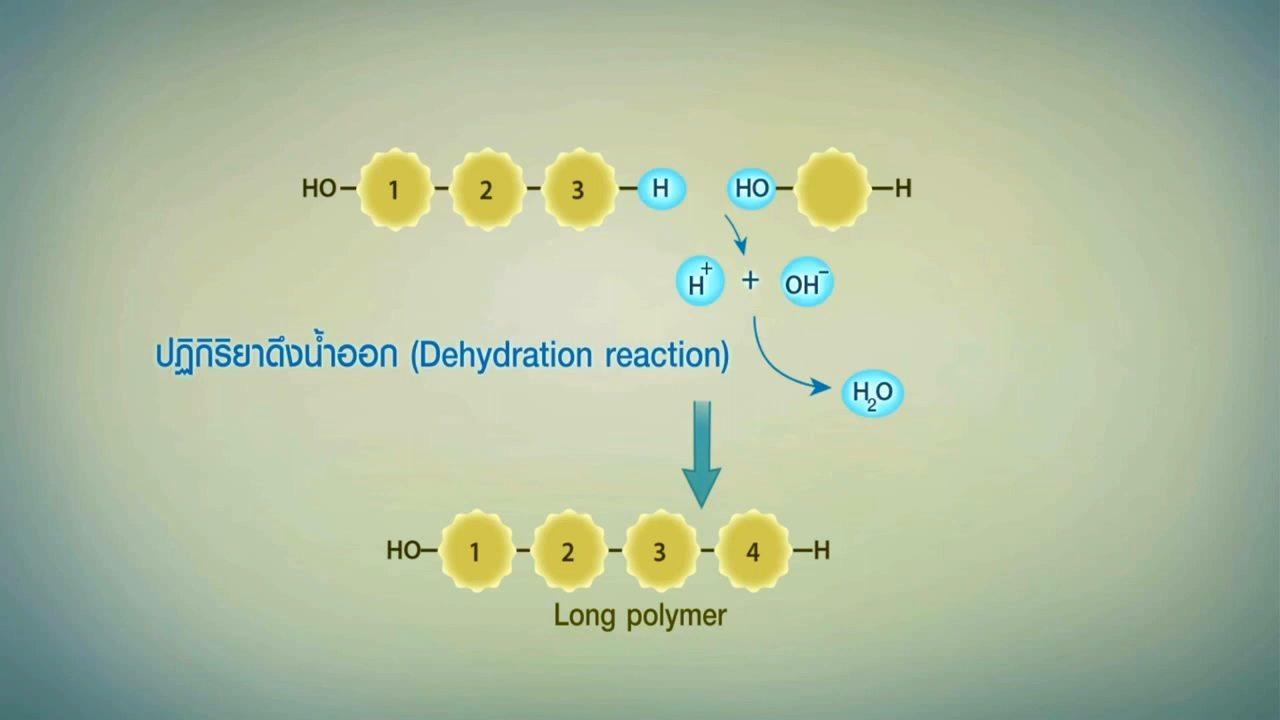 HO 1 2 3 H HO H
H⁺ + OH⁻
ปฏิกิริยาดึงน้ำออก (Dehydration reaction)
H₂O
HO 1 2 3 4 H
Long polymer